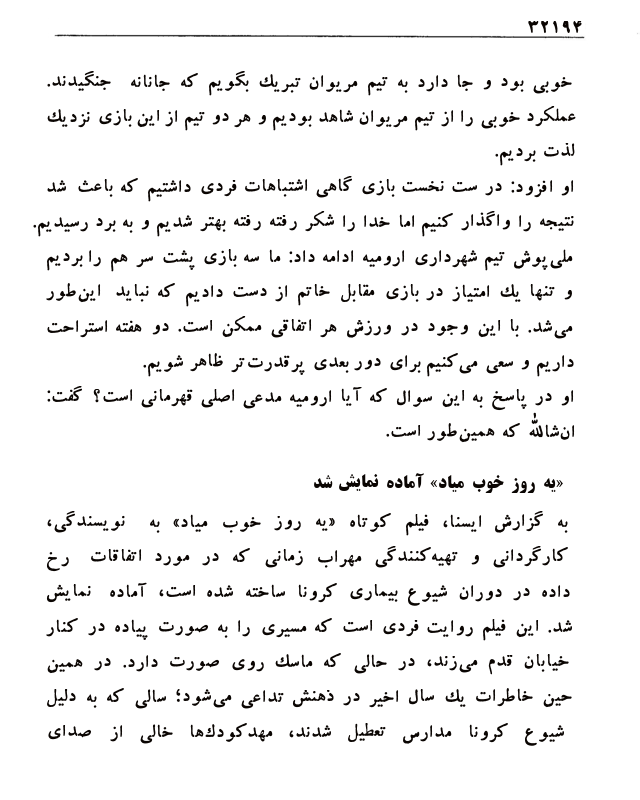 ۳۲۱۹۴
خوبی بود و جا دارد به تیم مریوان تبریك بگویم که جانانه جنگیدند.
عملکرد خوبی را از تیم مریوان شاهد بودیم و هر دو تیم از این بازی نزدیك
لذت بردیم.
او افزود: در ست نخست بازی گاهی اشتباهات فردی داشتیم که باعث شد
نتیجه را واگذار کنیم اما خدا را شکر رفته رفته بهتر شدیم و به برد رسیدیم.
ملی‌پوش تیم شهرداری ارومیه ادامه داد: ما سه بازی پشت سر هم را بردیم
و تنها یك امتیاز در بازی مقابل خاتم از دست دادیم که نباید این‌طور
می‌شد. با این وجود در ورزش هر اتفاقی ممکن است. دو هفته استراحت
داریم و سعی می‌کنیم برای دور بعدی پرقدرت‌تر ظاهر شویم.
او در پاسخ به این سوال که آیا ارومیه مدعی اصلی قهرمانی است؟ گفت:
ان‌شاالله که همین‌طور است.
«یه روز خوب میاد» آماده نمایش شد
به گزارش ایسنا، فیلم کوتاه «یه روز خوب میاد» به نویسندگی،
کارگردانی و تهیه‌کنندگی مهراب زمانی که در مورد اتفاقات رخ
داده در دوران شیوع بیماری کرونا ساخته شده است، آماده نمایش
شد. این فیلم روایت فردی است که مسیری را به صورت پیاده در کنار
خیابان قدم می‌زند، در حالی که ماسك روی صورت دارد. در همین
حین خاطرات یك سال اخیر در ذهنش تداعی می‌شود؛ سالی که به دلیل
شیوع کرونا مدارس تعطیل شدند، مهدکودك‌ها خالی از صدای